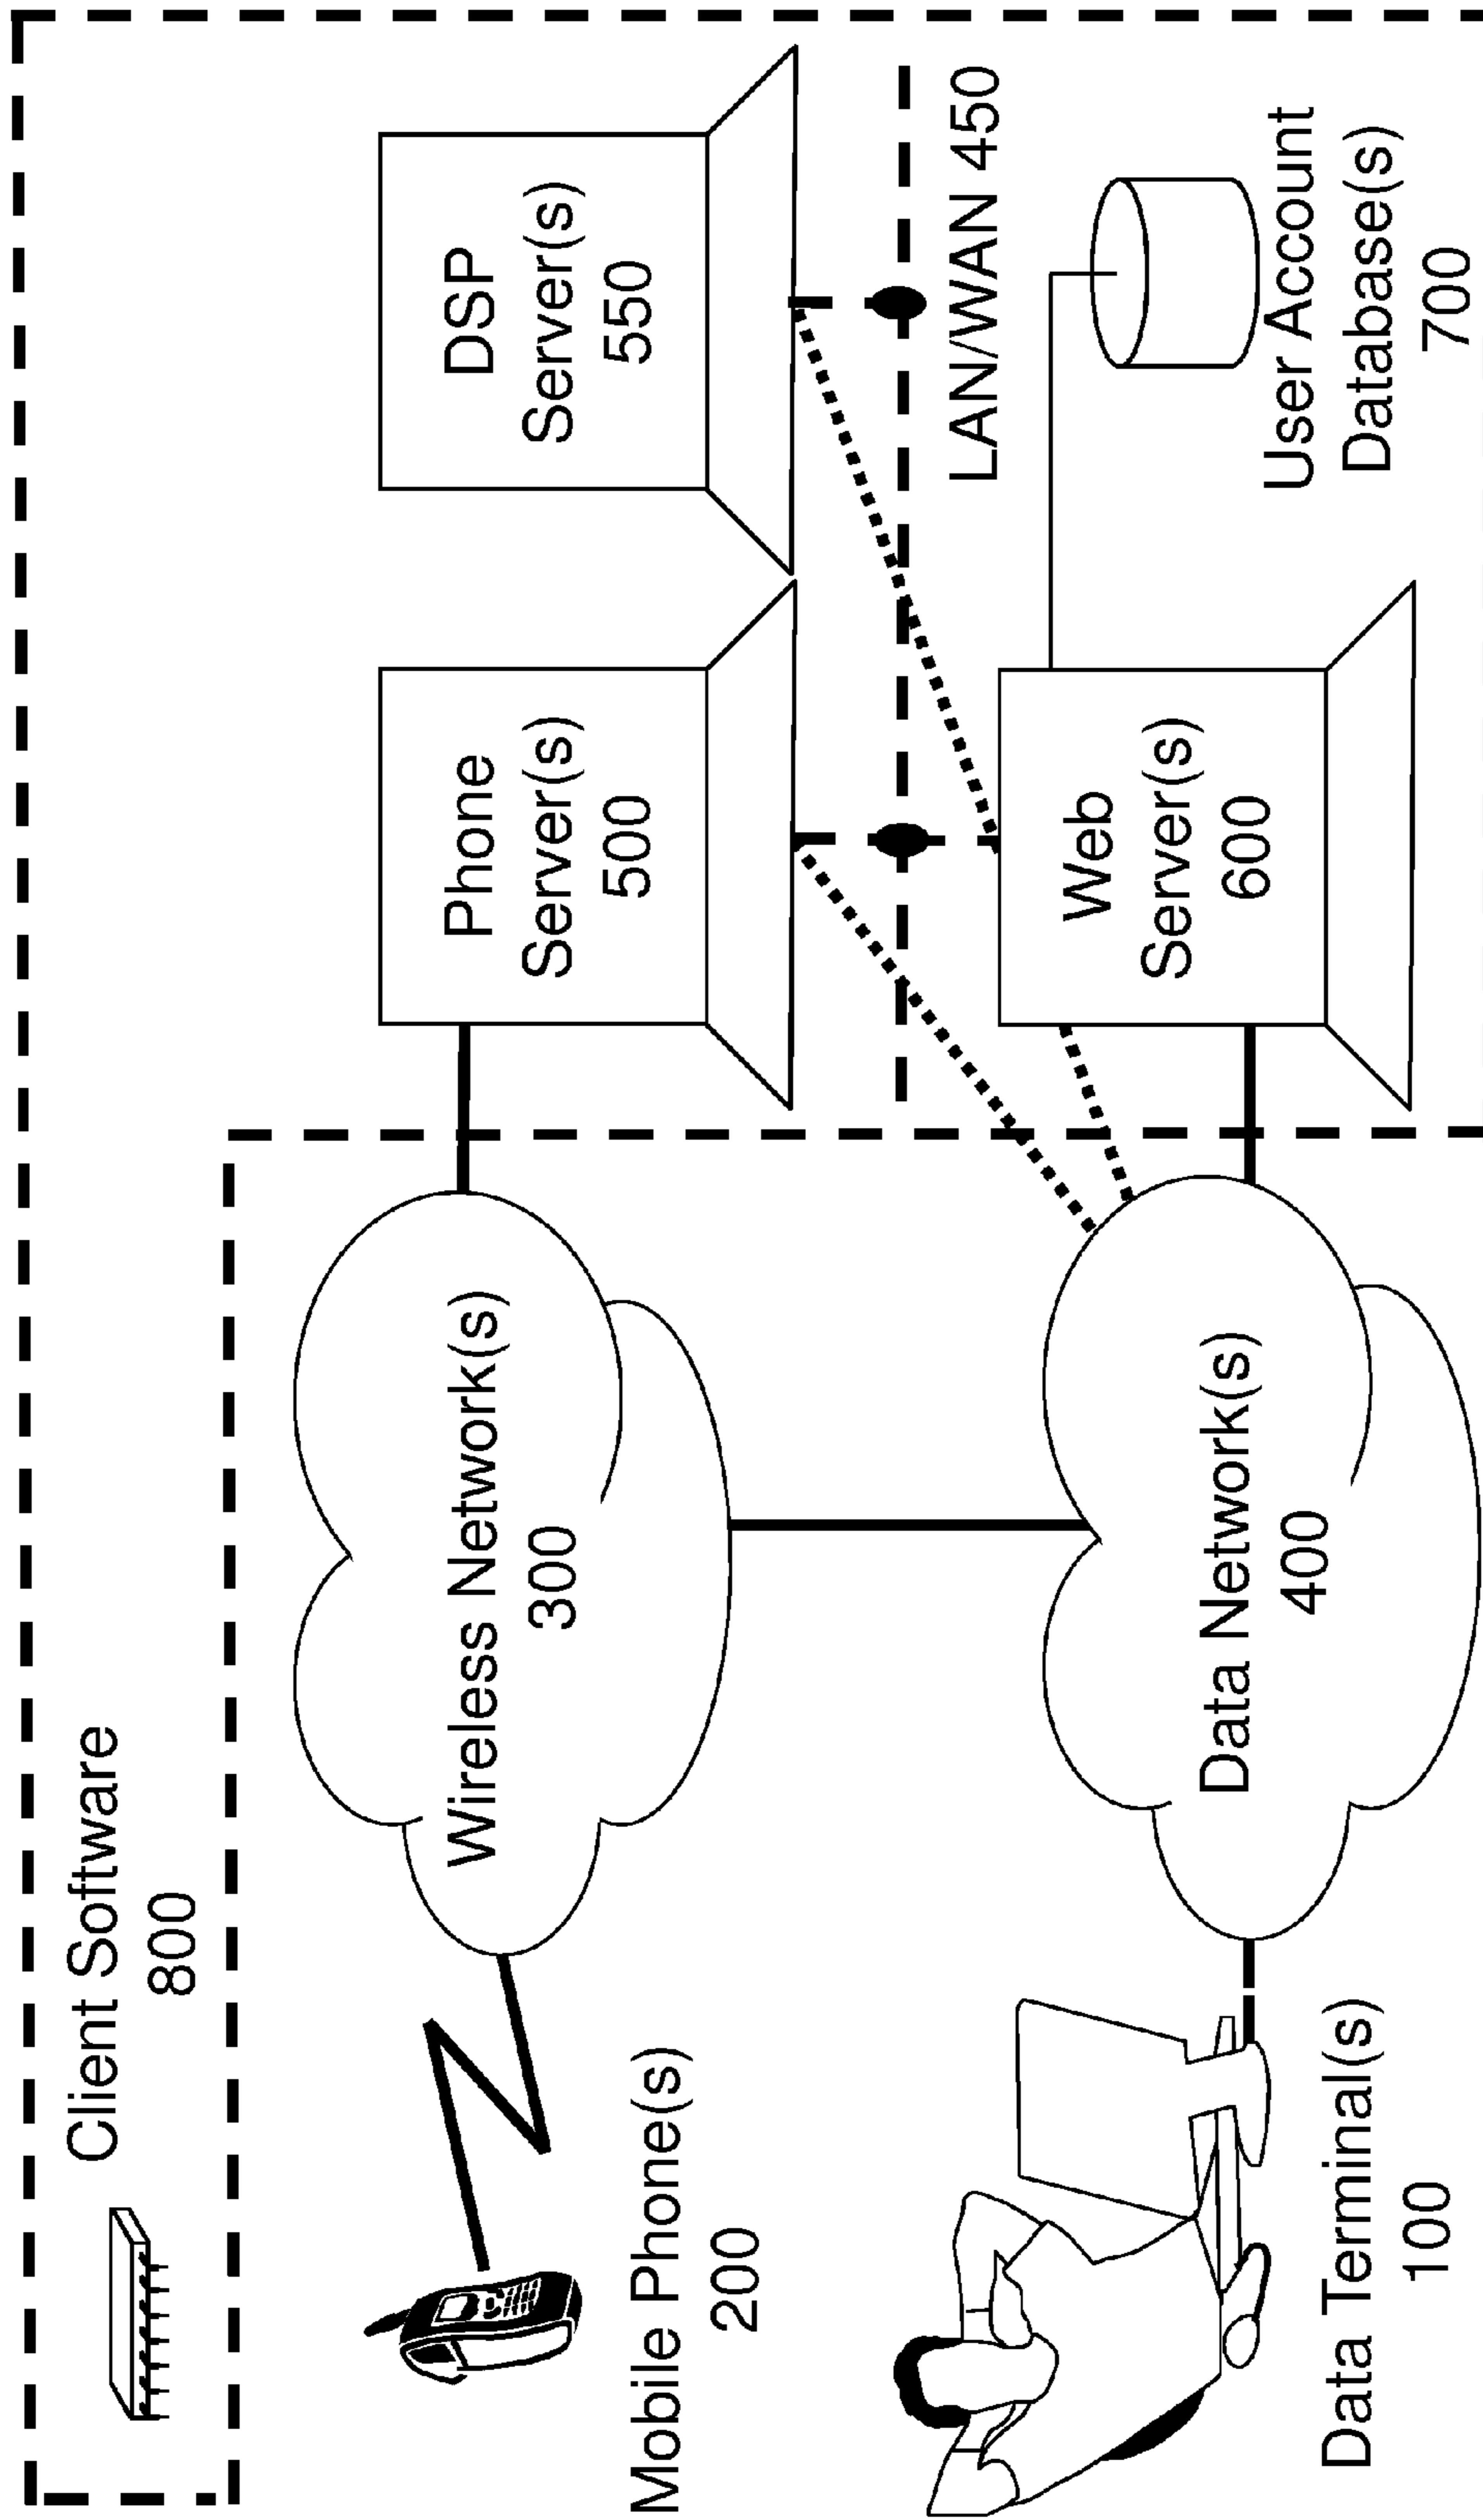 Client Software
800
Mobile Phone(s)
200
Wireless Network(s)
300
Phone
Server(s)
500
DSP
Server(s)
550
LAN/WAN 450
Data Terminal(s)
100
Data Network(s)
400
Web
Server(s)
600
User Account
Database(s)
700